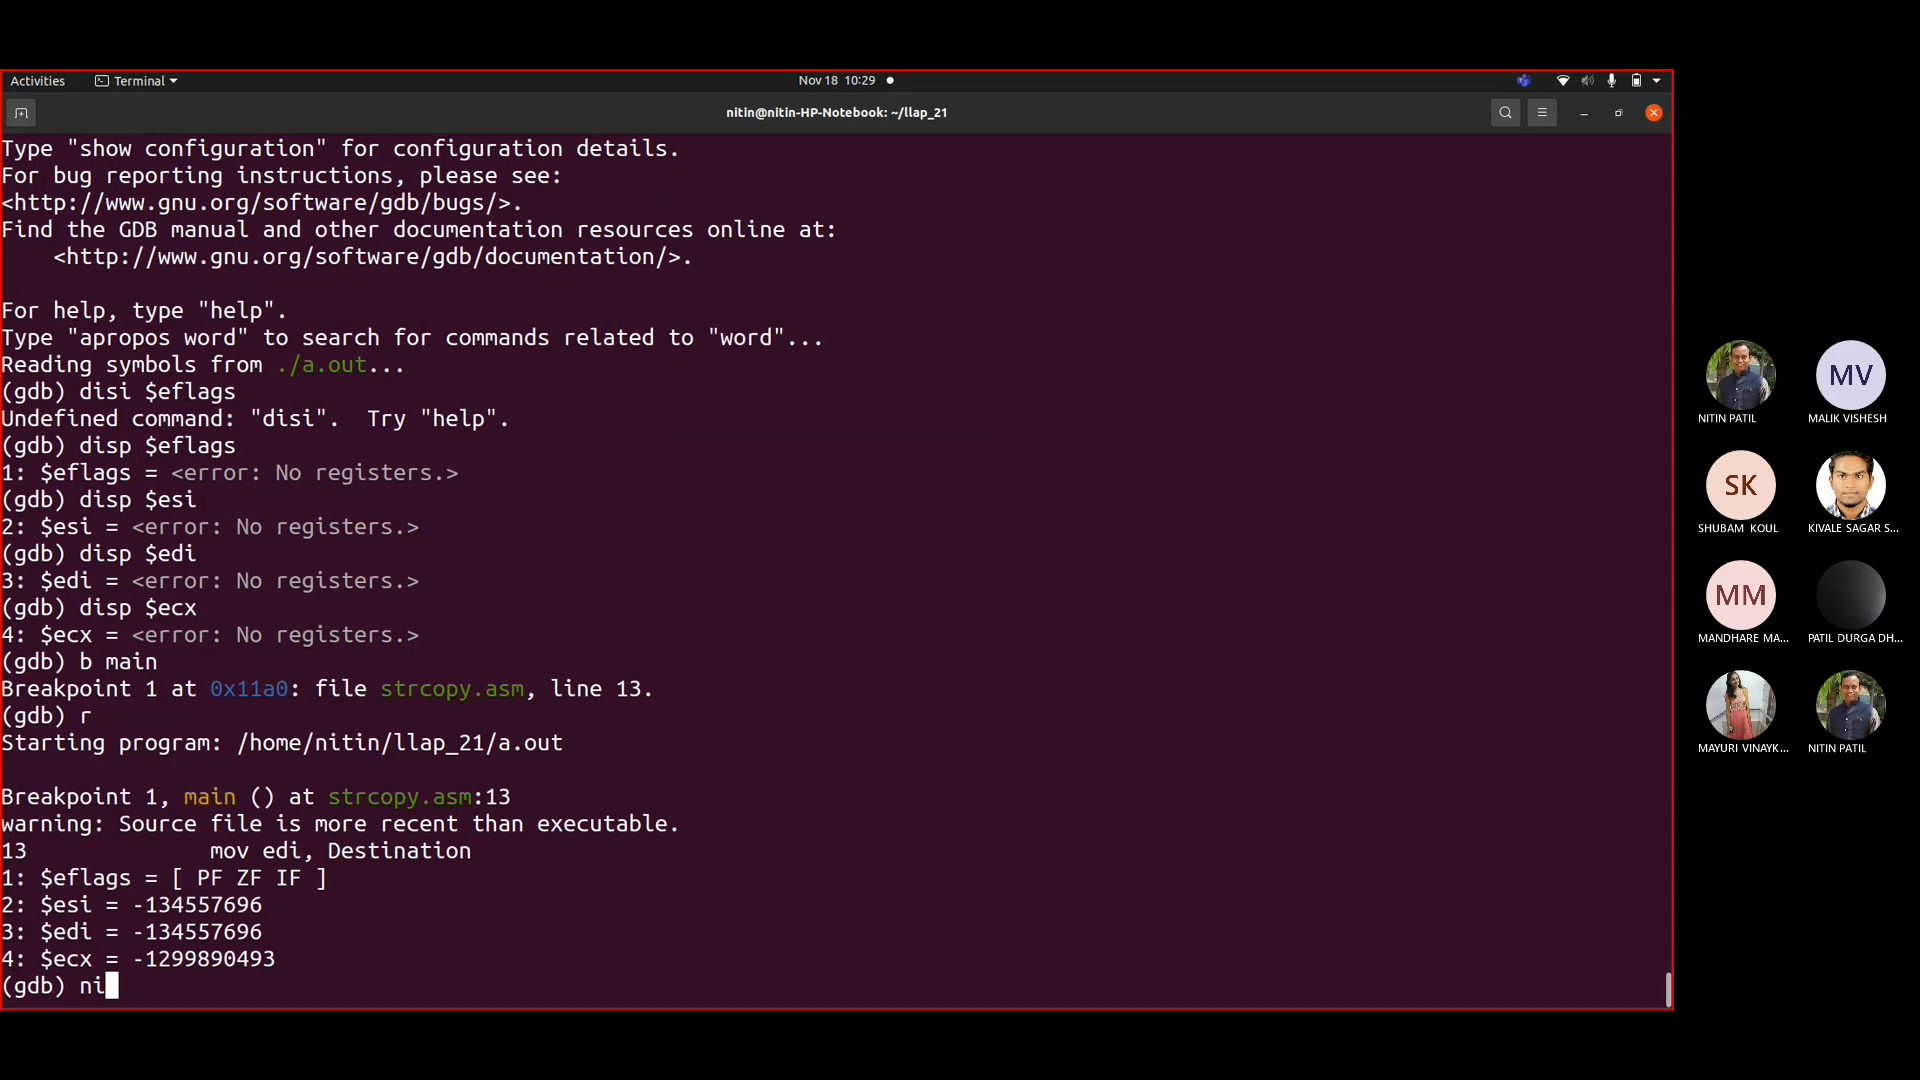 Activities
Terminal
Nov 18 10:29
nitin@nitin-HP-Notebook: ~/llap_21
Type "show configuration" for configuration details.
For bug reporting instructions, please see:
<http://www.gnu.org/software/gdb/bugs/>.
Find the GDB manual and other documentation resources online at:
    <http://www.gnu.org/software/gdb/documentation/>.
For help, type "help".
Type "apropos word" to search for commands related to "word"...
Reading symbols from ./a.out...
(gdb) disi $eflags
Undefined command: "disi".  Try "help".
(gdb) disp $eflags
1: $eflags = <error: No registers.>
(gdb) disp $esi
2: $esi = <error: No registers.>
(gdb) disp $edi
3: $edi = <error: No registers.>
(gdb) disp $ecx
4: $ecx = <error: No registers.>
(gdb) b main
Breakpoint 1 at 0x11a0: file strcopy.asm, line 13.
(gdb) r
Starting program: /home/nitin/llap_21/a.out
Breakpoint 1, main () at strcopy.asm:13
warning: Source file is more recent than executable.
13              mov edi, Destination
1: $eflags = [ PF ZF IF ]
2: $esi = -134557696
3: $edi = -134557696
4: $ecx = -1299890493
(gdb) ni
NITIN PATIL
MV
MALIK VISHESH
SK
SHUBAM KOUL
KIVALE SAGAR S...
MM
MANDHARE MA...
PATIL DURGA DH...
MAYURI VINAYK...
NITIN PATIL